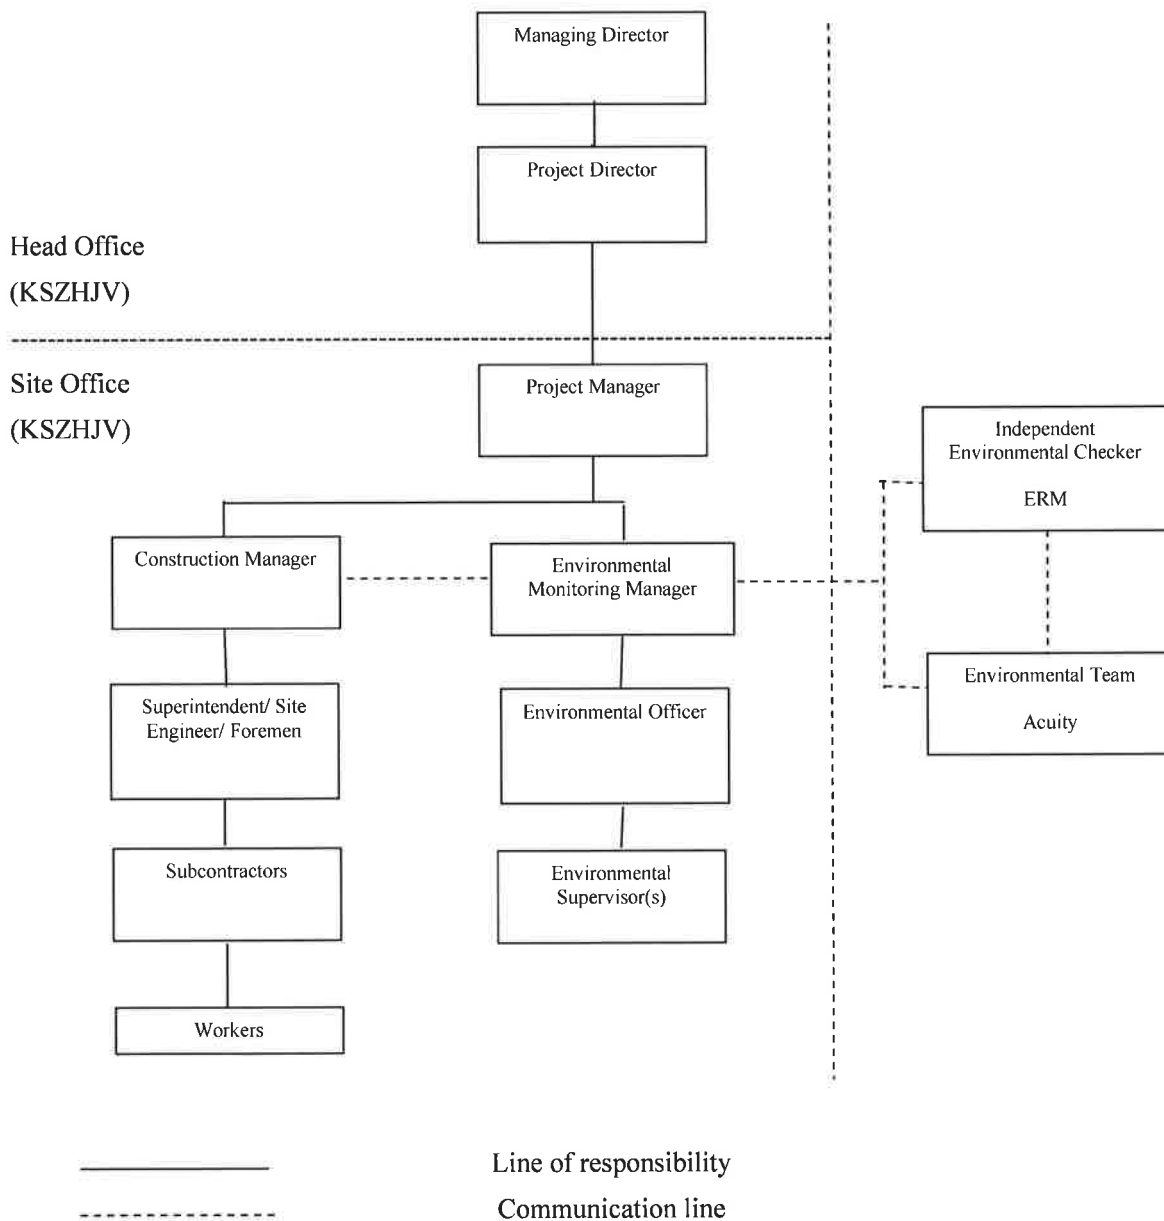 Managing Director
Project Director
Head Office
(KSZHJV)
Site Office
(KSZHJV)
Project Manager
Independent
Environmental Checker
ERM
Construction Manager
Environmental
Monitoring Manager
Superintendent/ Site
Engineer/ Foremen
Environmental Officer
Environmental Team
Acuity
Subcontractors
Environmental
Supervisor(s)
Workers
Line of responsibility
Communication line